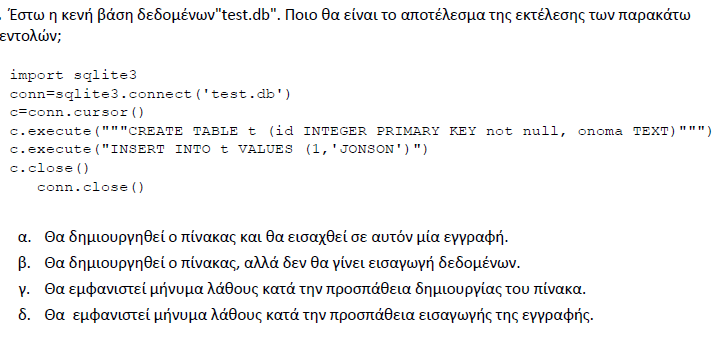 . Έστω η κενή βάση δεδομένων"test.db". Ποιο θα είναι το αποτέλεσμα της εκτέλεσης των παρακάτω
εντολών;
import sqlite3
conn=sqlite3.connect('test.db')
c=conn.cursor()
c.execute("""CREATE TABLE t (id INTEGER PRIMARY KEY not null, onoma TEXT)""")
c.execute("INSERT INTO t VALUES (1,'JONSON')")
c.close()
conn.close()
α. Θα δημιουργηθεί ο πίνακας και θα εισαχθεί σε αυτόν μία εγγραφή.
β. Θα δημιουργηθεί ο πίνακας, αλλά δεν θα γίνει εισαγωγή δεδομένων.
γ. Θα εμφανιστεί μήνυμα λάθους κατά την προσπάθεια δημιουργίας του πίνακα.
δ. Θα εμφανιστεί μήνυμα λάθους κατά την προσπάθεια εισαγωγής της εγγραφής.